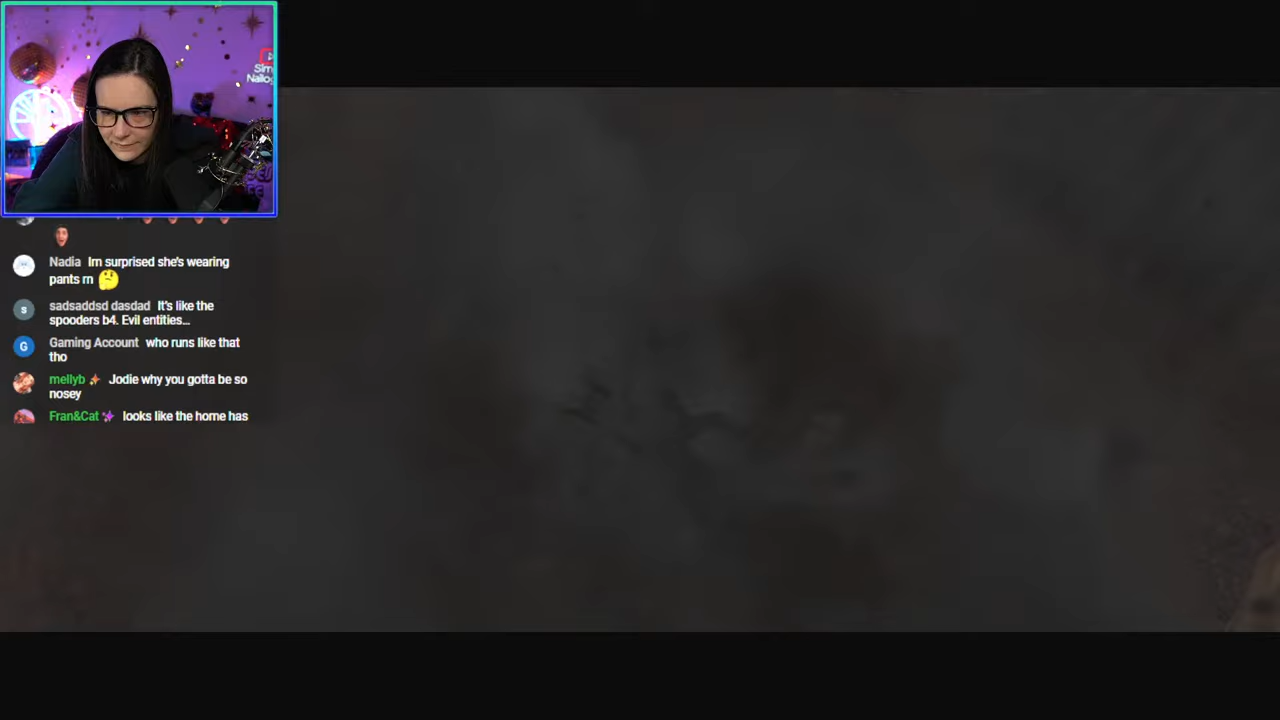 Sim
Nailog
Nadia Im surprised she's wearing
pants rn
sadsaddsd dasdad It's like the
spooders b4. Evil entities...
Gaming Account who runs like that
tho
mellyb Jodie why you gotta be so
nosey
Fran&Cat looks like the home has